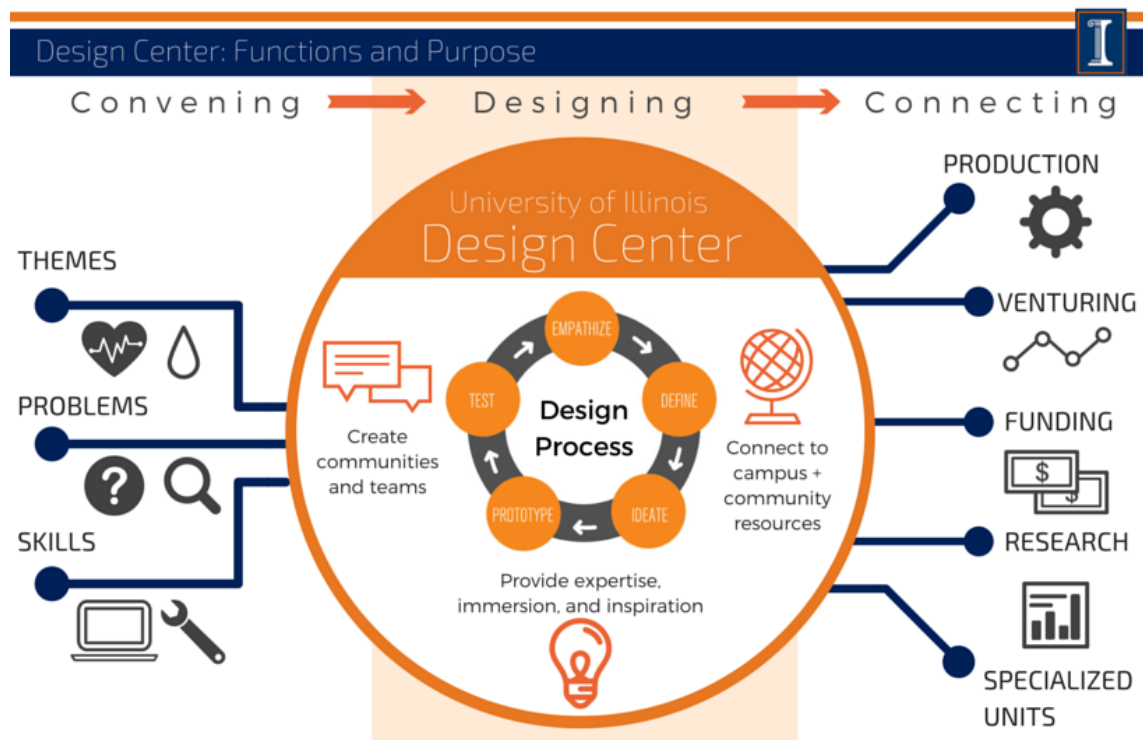 Design Center: Functions and Purpose
I
Convening
Designing
Connecting
THEMES
PROBLEMS
?
SKILLS
University of Illinois
Design Center
Create
communities
and teams
EMPATHIZE
DEFINE
IDEATE
PROTOTYPE
TEST
Design
Process
Connect to
campus +
community
resources
Provide expertise,
immersion, and inspiration
PRODUCTION
VENTURING
FUNDING
$
$
RESEARCH
SPECIALIZED
UNITS